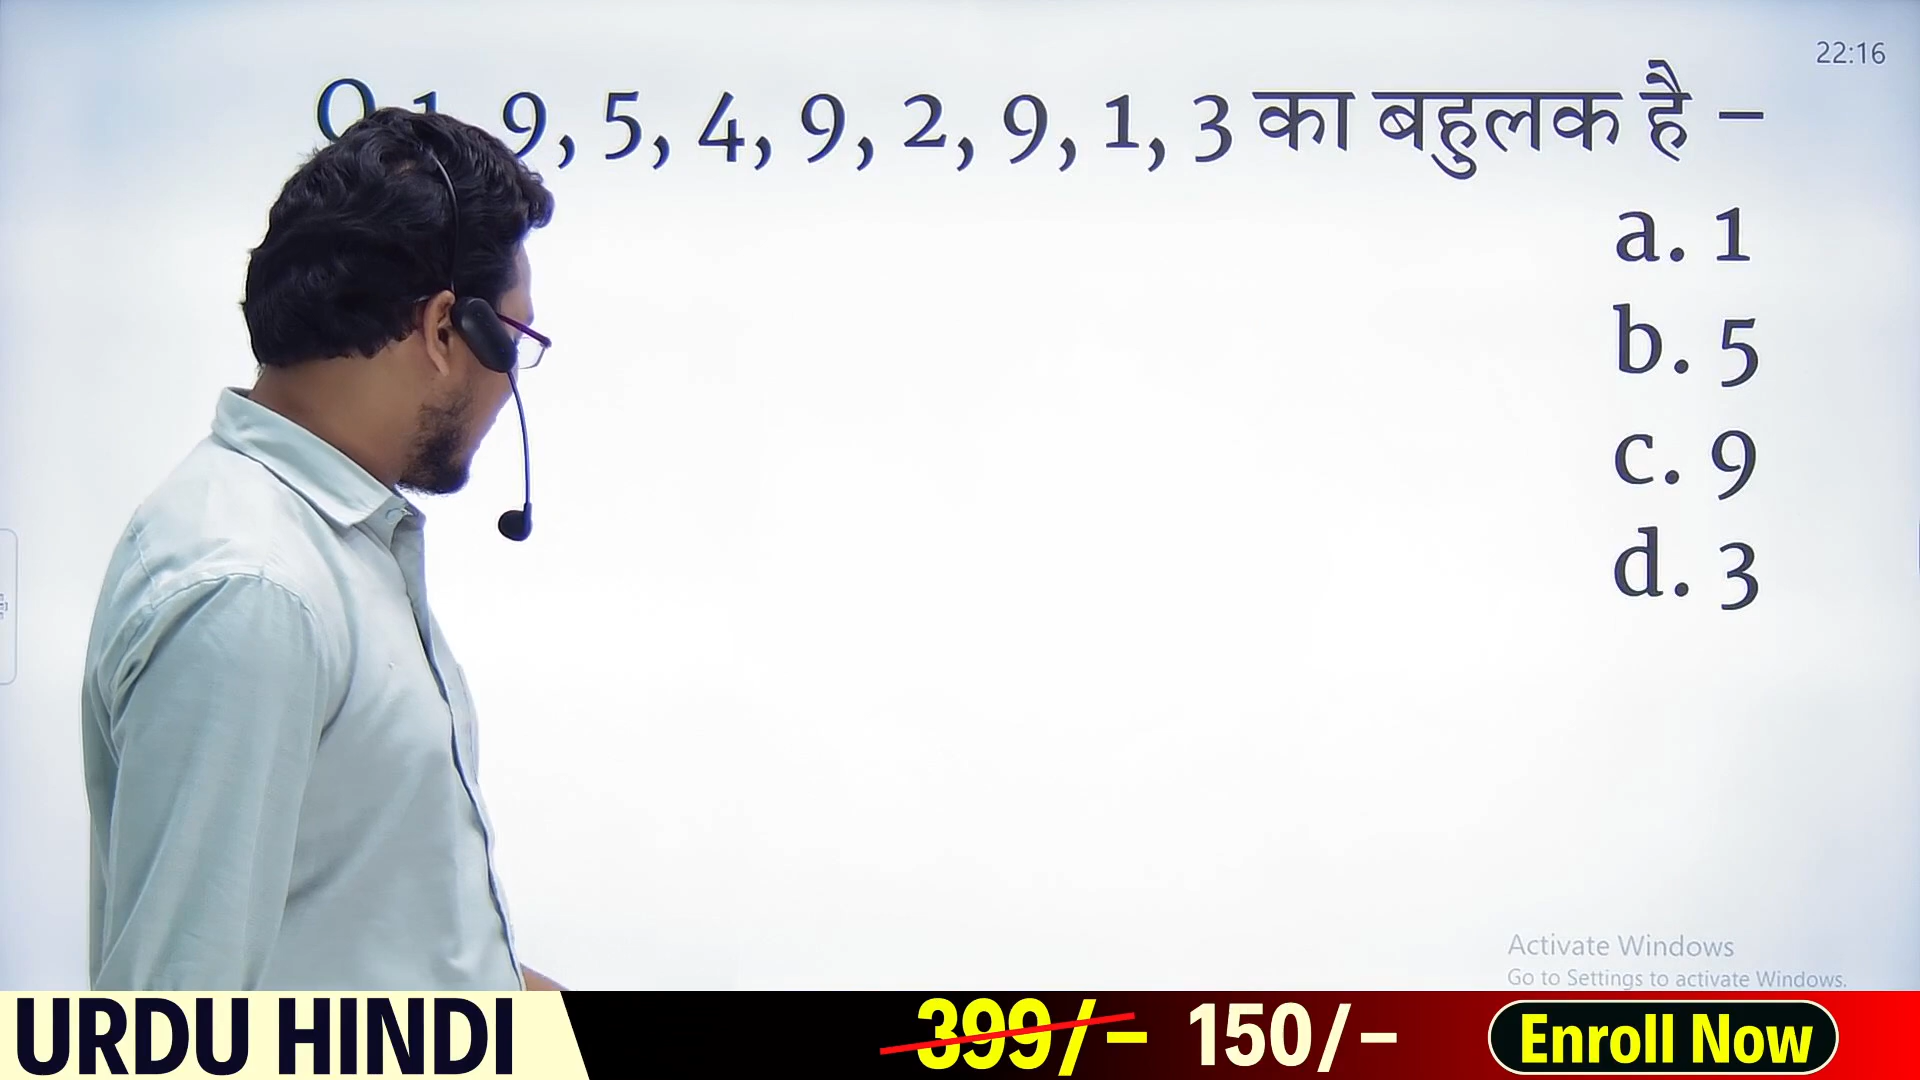 22:16
9, 5, 4, 9, 2, 9, 1, 3 का बहुलक है –
a. 1
b. 5
c. 9
d. 3
Activate Windows
Go to Settings to activate Windows.
URDU HINDI 399/- 150/- Enroll Now